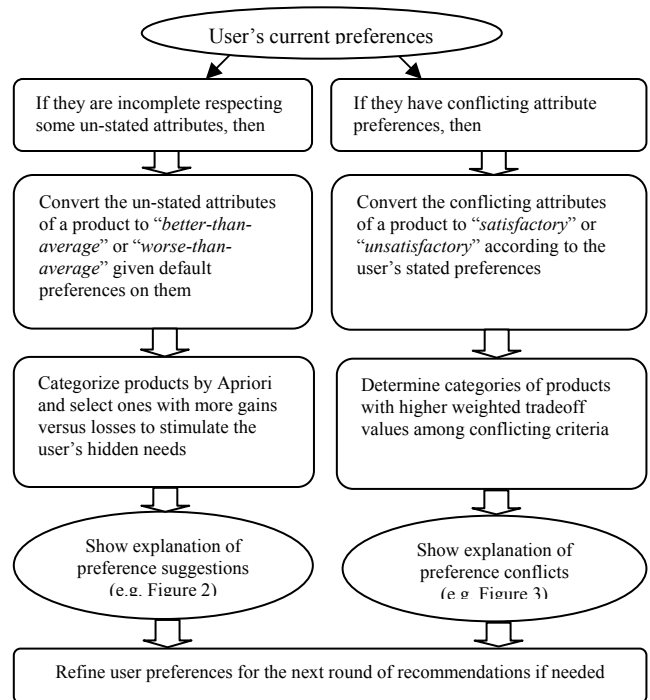 User's current preferences
If they are incomplete respecting
some un-stated attributes, then
If they have conflicting attribute
preferences, then
Convert the un-stated attributes
of a product to “better-than-
average” or “worse-than-
average” given default
preferences on them
Convert the conflicting attributes
of a product to “satisfactory” or
“unsatisfactory” according to the
user's stated preferences
Categorize products by Apriori
and select ones with more gains
versus losses to stimulate the
user's hidden needs
Determine categories of products
with higher weighted tradeoff
values among conflicting criteria
Show explanation of
preference suggestions
(e.g. Figure 2)
Show explanation of
preference conflicts
(e.g. Figure 3)
Refine user preferences for the next round of recommendations if needed